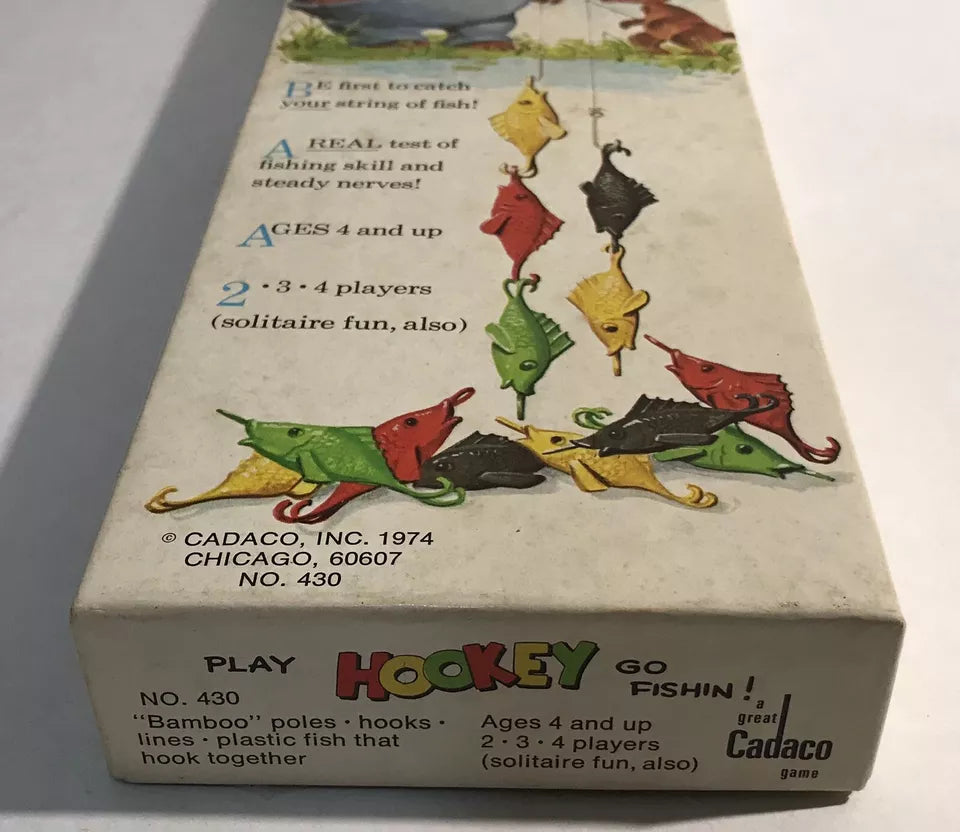 BE first to catch
your string of fish!
A REAL test of
fishing skill and
steady nerves!
AGES 4 and up
2 • 3 • 4 players
(solitaire fun, also)
© CADACO, INC. 1974
CHICAGO, 60607
NO. 430
PLAY HOOKEY GO FISHIN!
NO. 430
"Bamboo" poles • hooks •
lines • plastic fish that
hook together
Ages 4 and up
2 • 3 • 4 players
(solitaire fun, also)
a
great
Cadaco
game